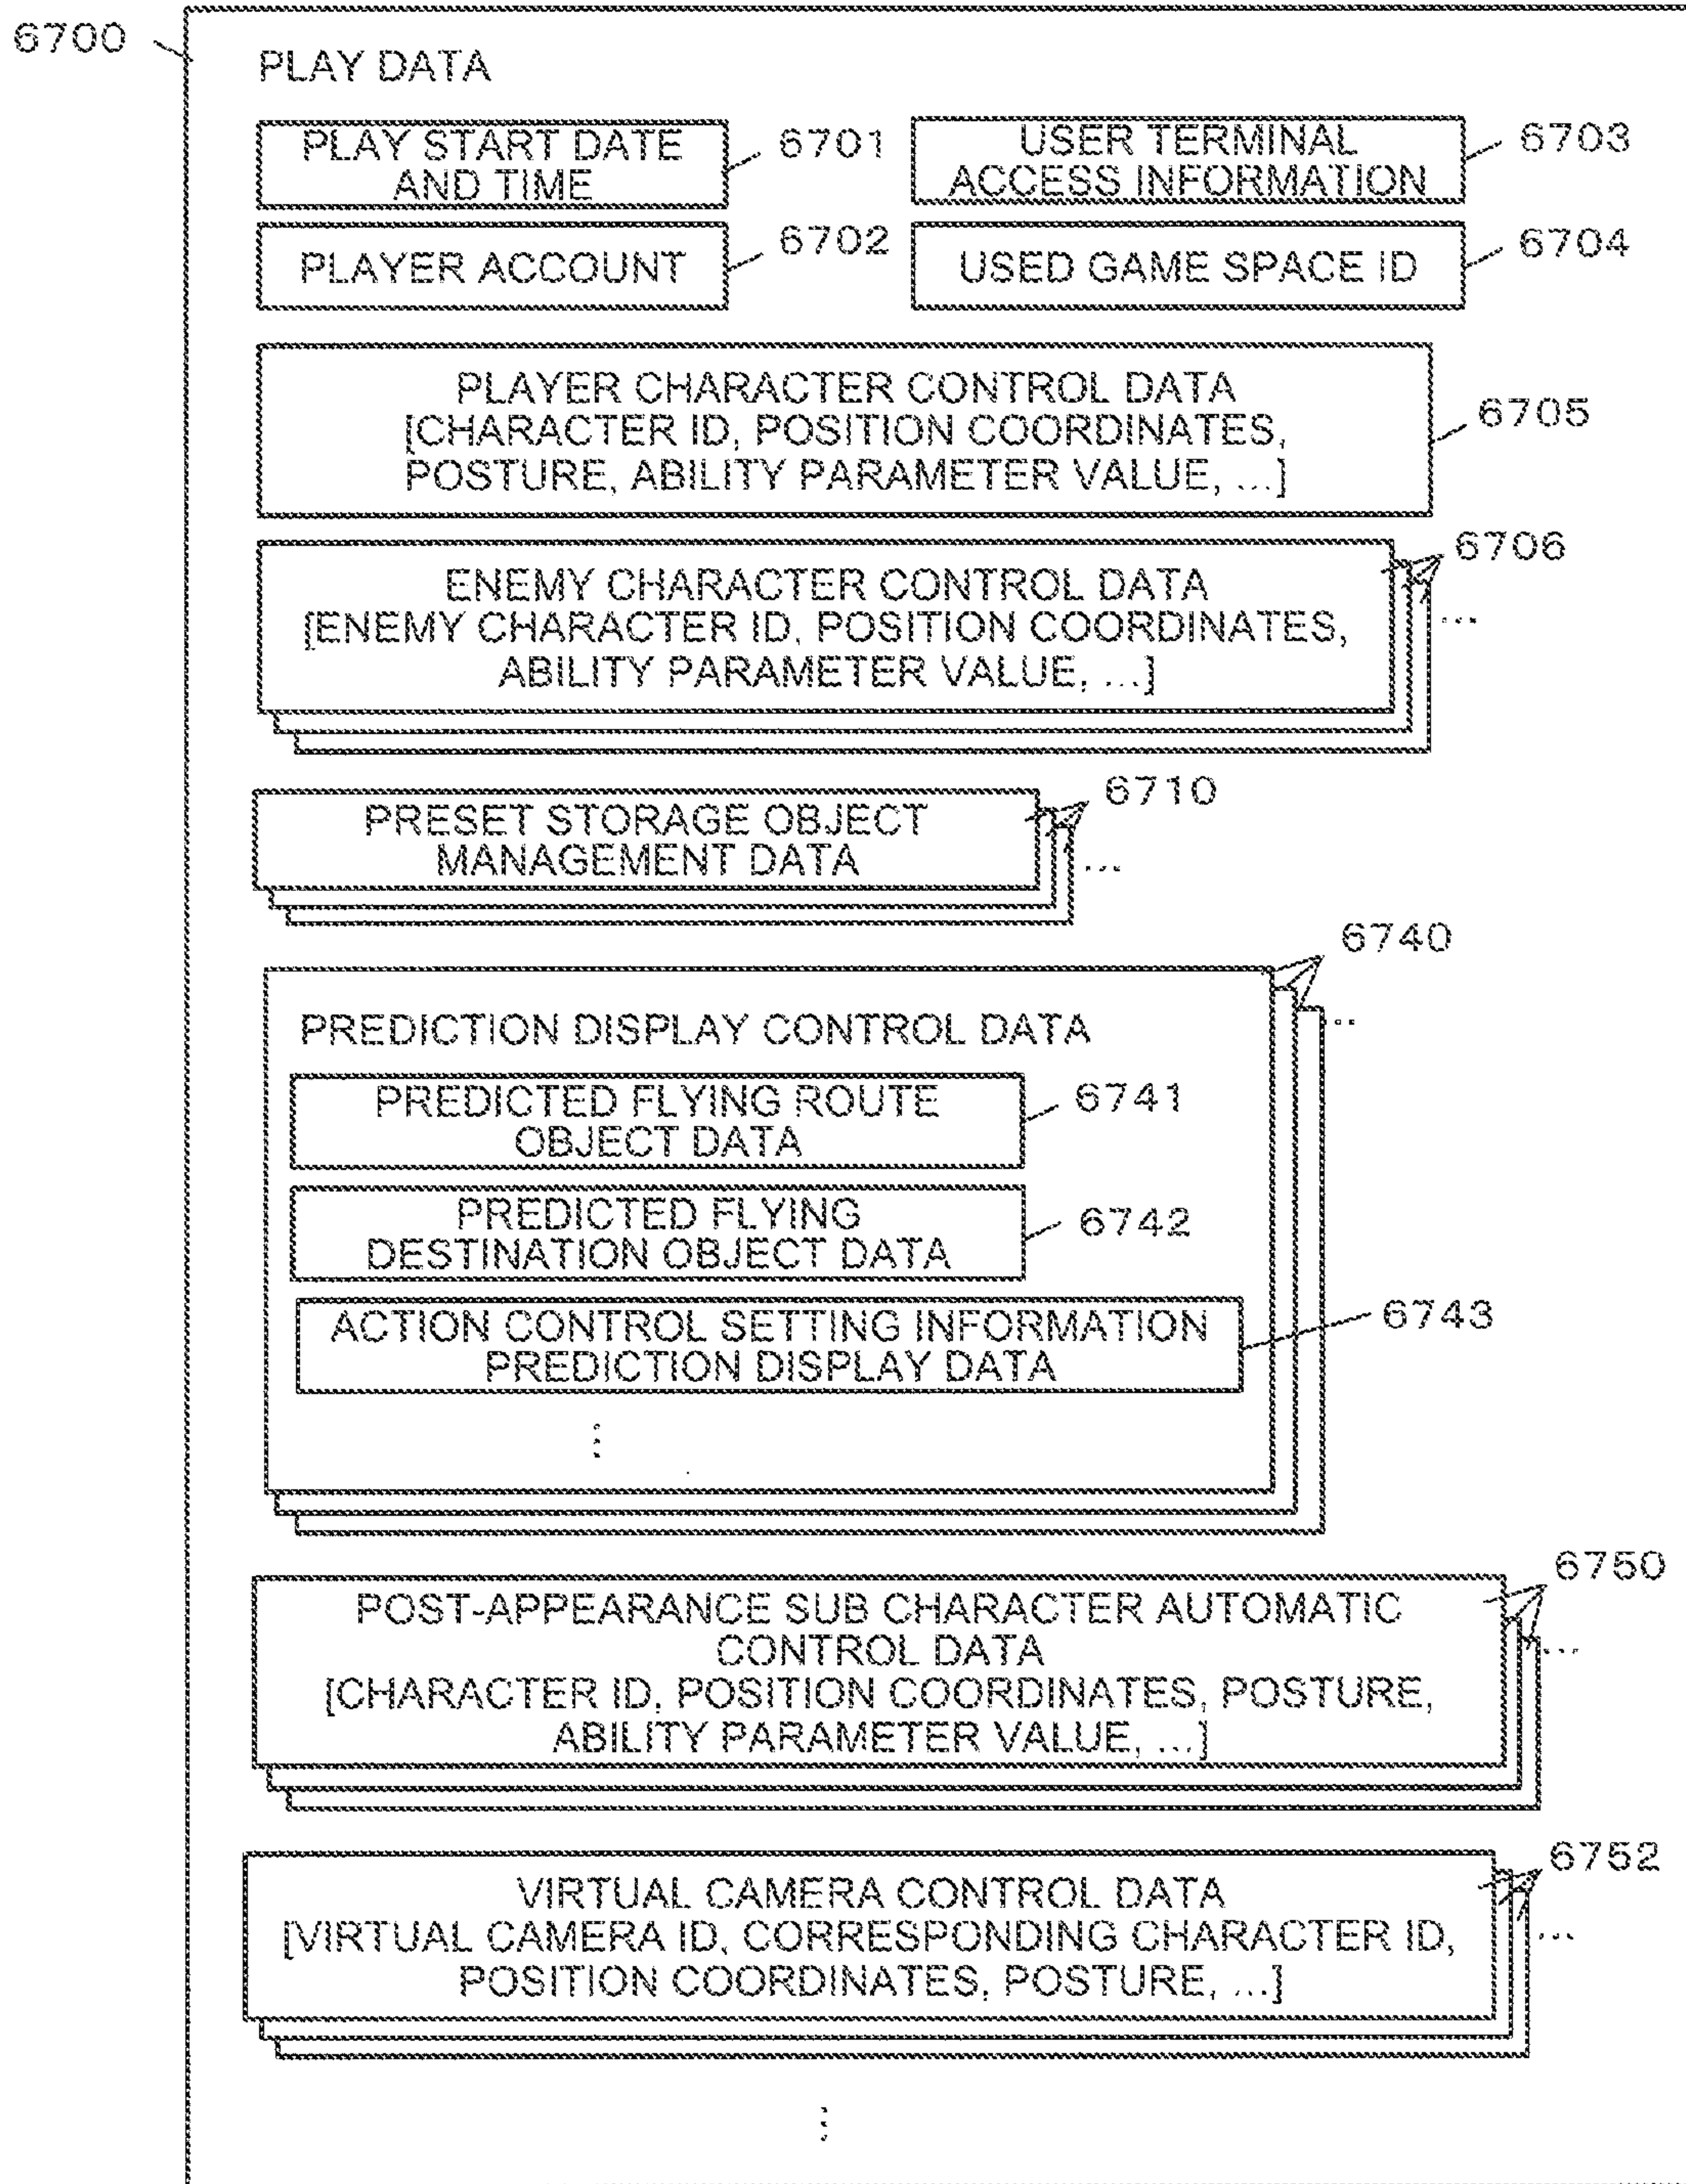 6700
PLAY DATA
PLAY START DATE
AND TIME
6701
USER TERMINAL
ACCESS INFORMATION
6703
PLAYER ACCOUNT
6702
USED GAME SPACE ID
6704
PLAYER CHARACTER CONTROL DATA
[CHARACTER ID, POSITION COORDINATES,
POSTURE, ABILITY PARAMETER VALUE, ...]
6705
ENEMY CHARACTER CONTROL DATA
[ENEMY CHARACTER ID, POSITION COORDINATES,
ABILITY PARAMETER VALUE, ...]
6706
...
PRESET STORAGE OBJECT
MANAGEMENT DATA
6710
...
6740
...
PREDICTION DISPLAY CONTROL DATA
PREDICTED FLYING ROUTE
OBJECT DATA
6741
PREDICTED FLYING
DESTINATION OBJECT DATA
6742
ACTION CONTROL SETTING INFORMATION
PREDICTION DISPLAY DATA
6743
⋮
POST-APPEARANCE SUB CHARACTER AUTOMATIC
CONTROL DATA
[CHARACTER ID, POSITION COORDINATES, POSTURE,
ABILITY PARAMETER VALUE, ...]
6750
...
VIRTUAL CAMERA CONTROL DATA
[VIRTUAL CAMERA ID, CORRESPONDING CHARACTER ID,
POSITION COORDINATES, POSTURE, ...]
6752
...
⋮